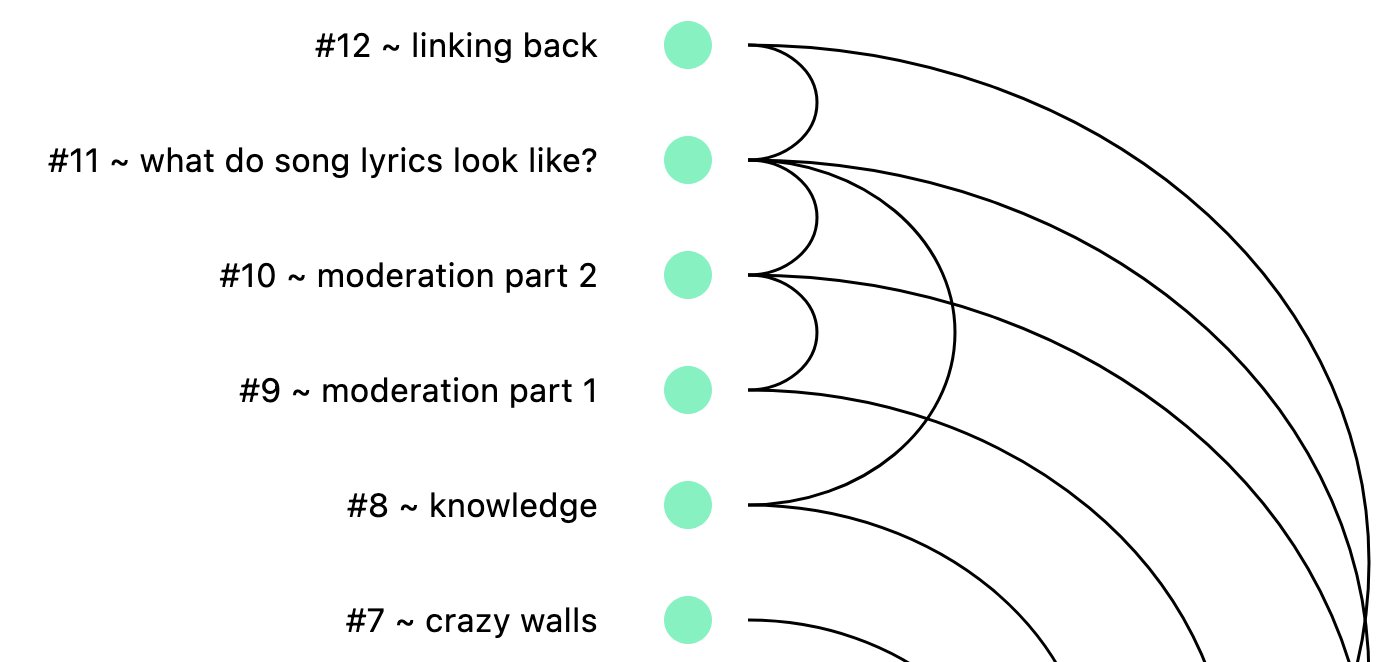 #12 ~ linking back
#11 ~ what do song lyrics look like?
#10 ~ moderation part 2
#9 ~ moderation part 1
#8 ~ knowledge
#7 ~ crazy walls